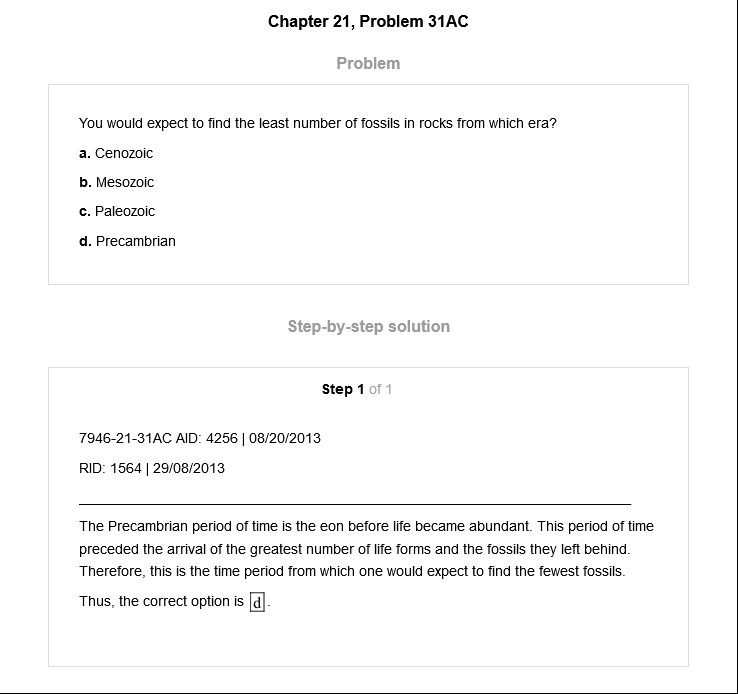 Chapter 21, Problem 31AC
Problem
You would expect to find the least number of fossils in rocks from which era?
a. Cenozoic
b. Mesozoic
c. Paleozoic
d. Precambrian
Step-by-step solution
Step 1 of 1
7946-21-31AC AID: 4256 | 08/20/2013
RID: 1564 | 29/08/2013
The Precambrian period of time is the eon before life became abundant. This period of time
preceded the arrival of the greatest number of life forms and the fossils they left behind.
Therefore, this is the time period from which one would expect to find the fewest fossils.
Thus, the correct option is d.